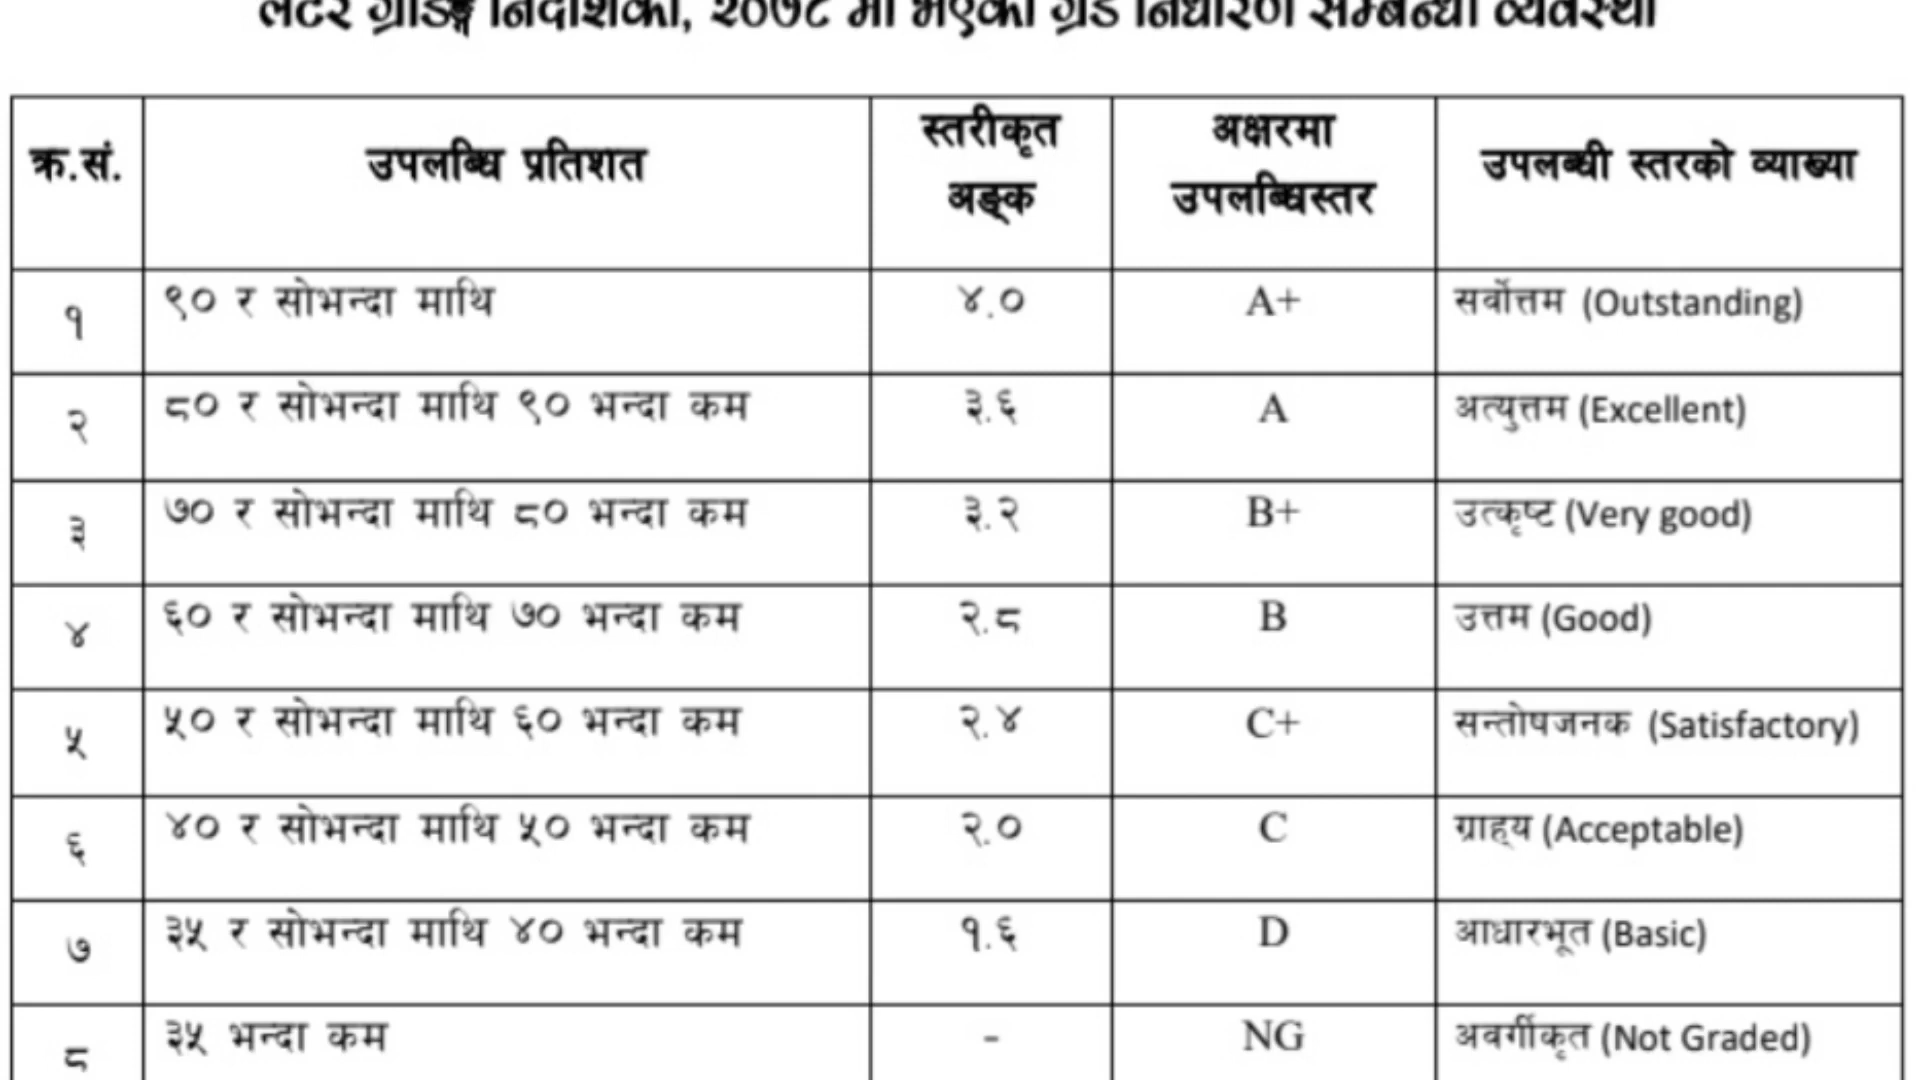 लेटर ग्रेडिङ्ग निर्देशिका, २०७८ मा भएको ग्रेड निर्धारण सम्बन्धी व्यवस्था
क्र.सं. उपलब्धि प्रतिशत स्तरीकृत अङ्क अक्षरमा उपलब्धिस्तर उपलब्धी स्तरको व्याख्या
१ ९० र सोभन्दा माथि ४.० A+ सर्वोत्तम (Outstanding)
२ ८० र सोभन्दा माथि ९० भन्दा कम ३.६ A अत्युत्तम (Excellent)
३ ७० र सोभन्दा माथि ८० भन्दा कम ३.२ B+ उत्कृष्ट (Very good)
४ ६० र सोभन्दा माथि ७० भन्दा कम २.८ B उत्तम (Good)
५ ५० र सोभन्दा माथि ६० भन्दा कम २.४ C+ सन्तोषजनक (Satisfactory)
६ ४० र सोभन्दा माथि ५० भन्दा कम २.० C ग्राह्य (Acceptable)
७ ३५ र सोभन्दा माथि ४० भन्दा कम १.६ D आधारभूत (Basic)
८ ३५ भन्दा कम - NG अवर्गीकृत (Not Graded)